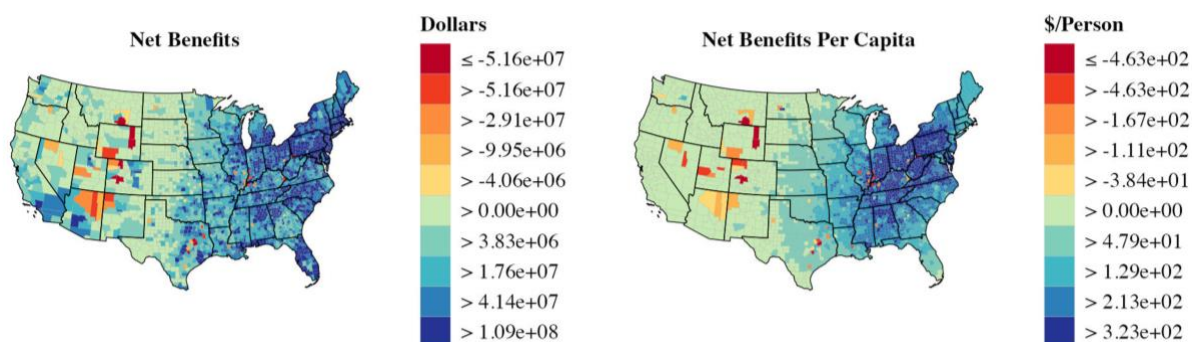 Net Benefits
Dollars
≤ -5.16e+07
> -5.16e+07
> -2.91e+07
> -9.95e+06
> -4.06e+06
> 0.00e+00
> 3.83e+06
> 1.76e+07
> 4.14e+07
> 1.09e+08
Net Benefits Per Capita
$/Person
≤ -4.63e+02
> -4.63e+02
> -1.67e+02
> -1.11e+02
> -3.84e+01
> 0.00e+00
> 4.79e+01
> 1.29e+02
> 2.13e+02
> 3.23e+02